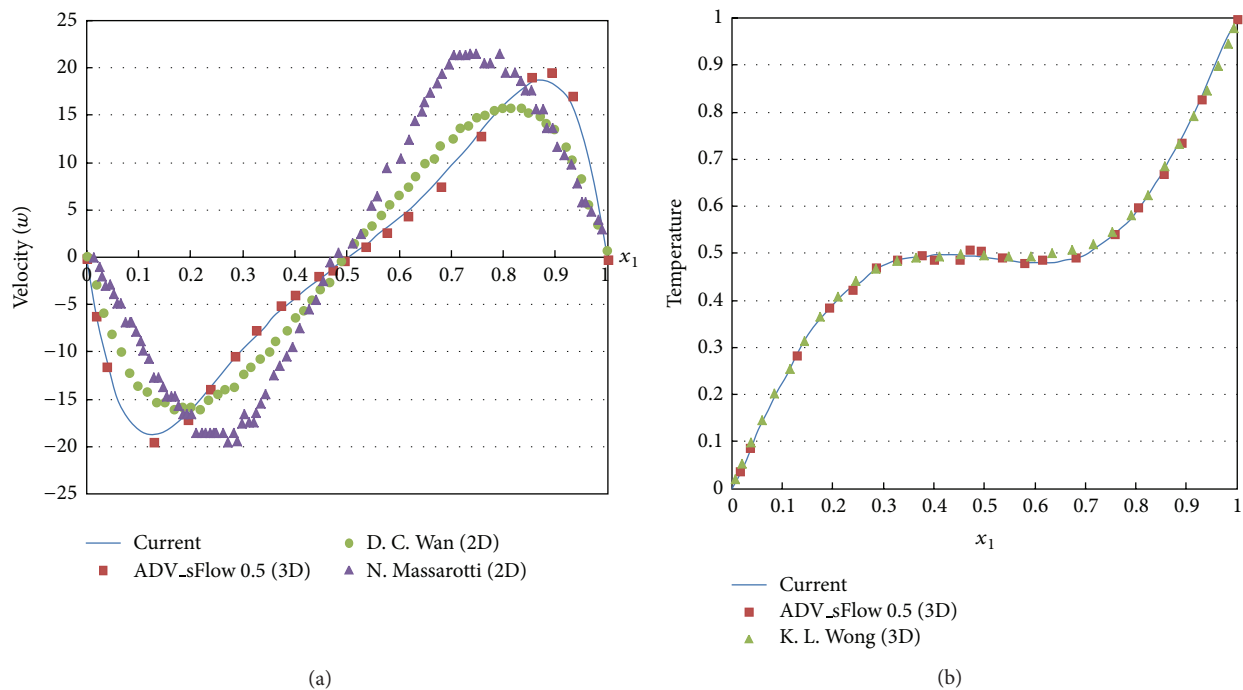 25
20
15
10
5
0
−5
−10
−15
−20
−25
Velocity (w)
0 0.1 0.2 0.3 0.4 0.5 0.6 0.7 0.8 0.9 1
x1
Current
ADV_sFlow 0.5 (3D)
D. C. Wan (2D)
N. Massarotti (2D)
(a)
1
0.9
0.8
0.7
0.6
0.5
0.4
0.3
0.2
0.1
0
Temperature
0 0.1 0.2 0.3 0.4 0.5 0.6 0.7 0.8 0.9 1
x1
Current
ADV_sFlow 0.5 (3D)
K. L. Wong (3D)
(b)